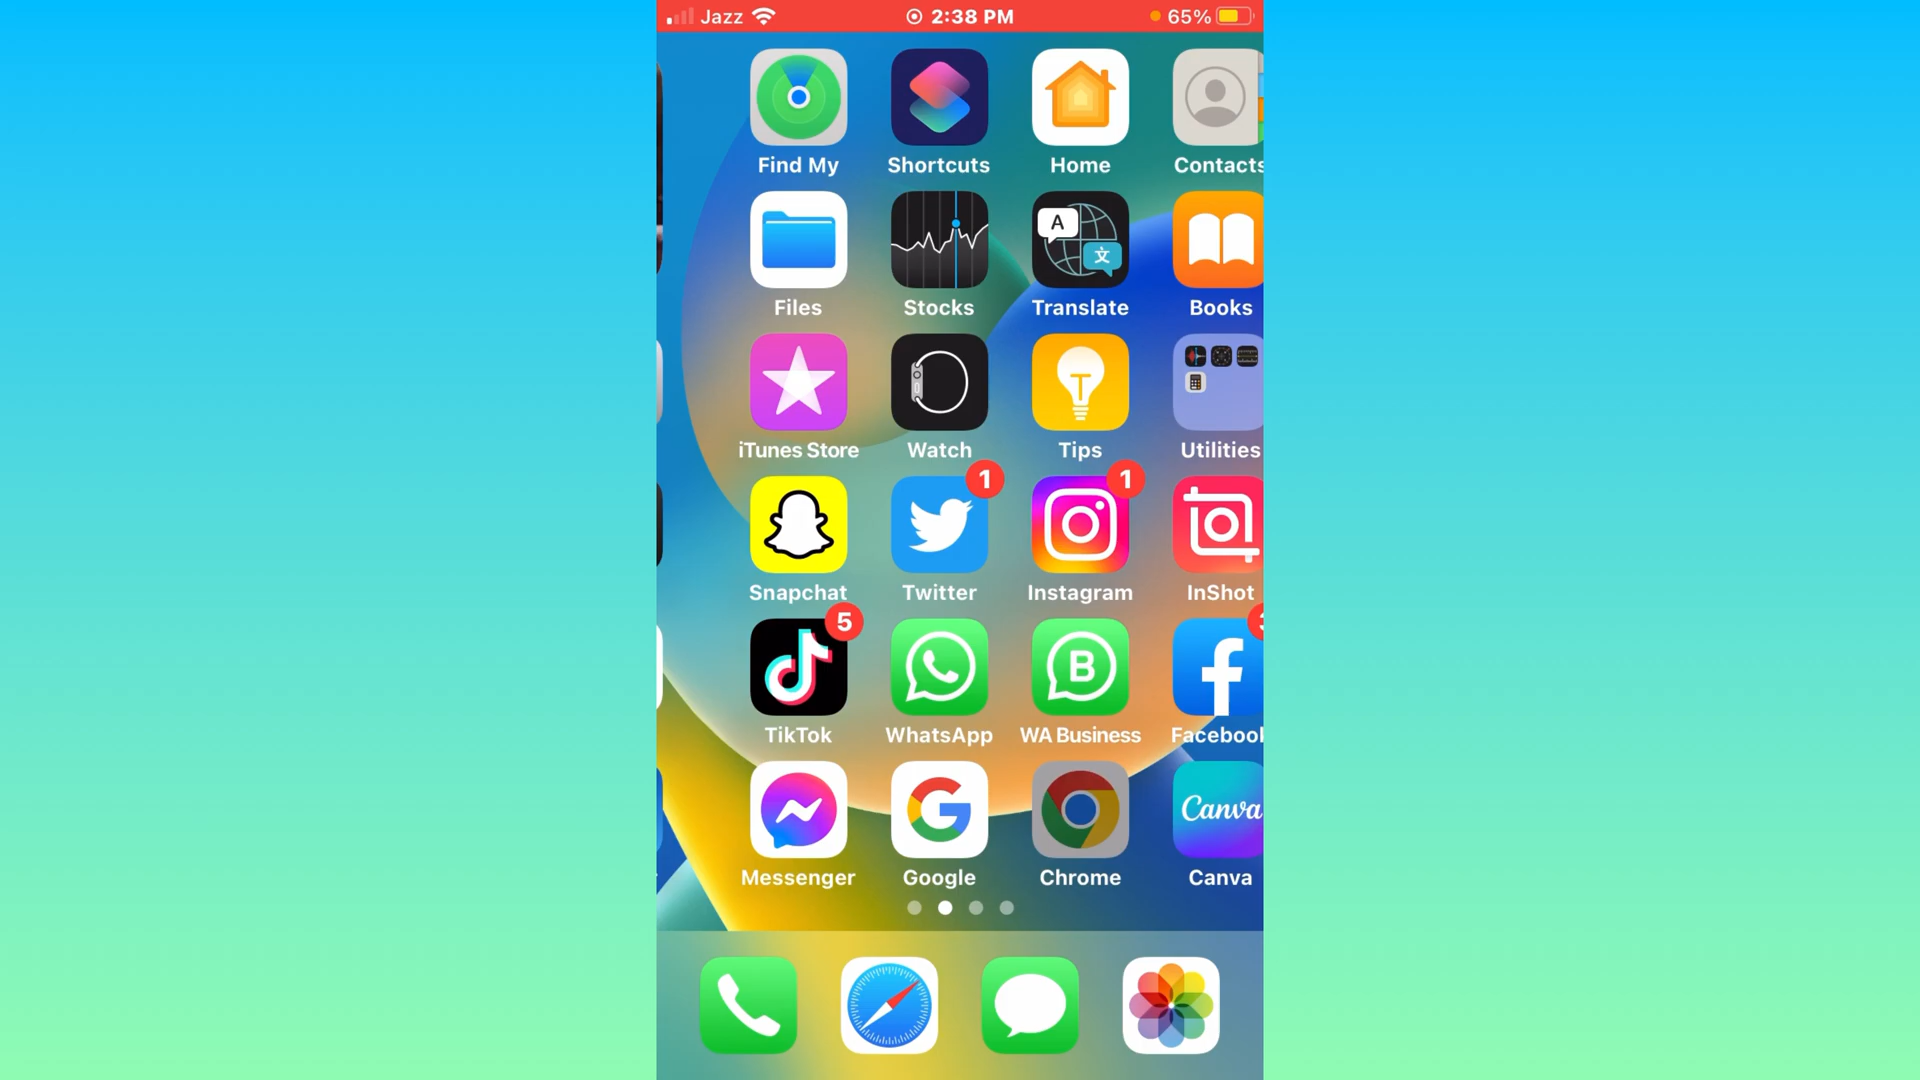 Jazz 2:38 PM 65%
Find My Shortcuts Home Contacts
A 文
Files Stocks Translate Books
iTunes Store Watch Tips Utilities
1 1
Snapchat Twitter Instagram InShot
5
B
TikTok WhatsApp WA Business Facebook
Canva
Messenger Google Chrome Canva